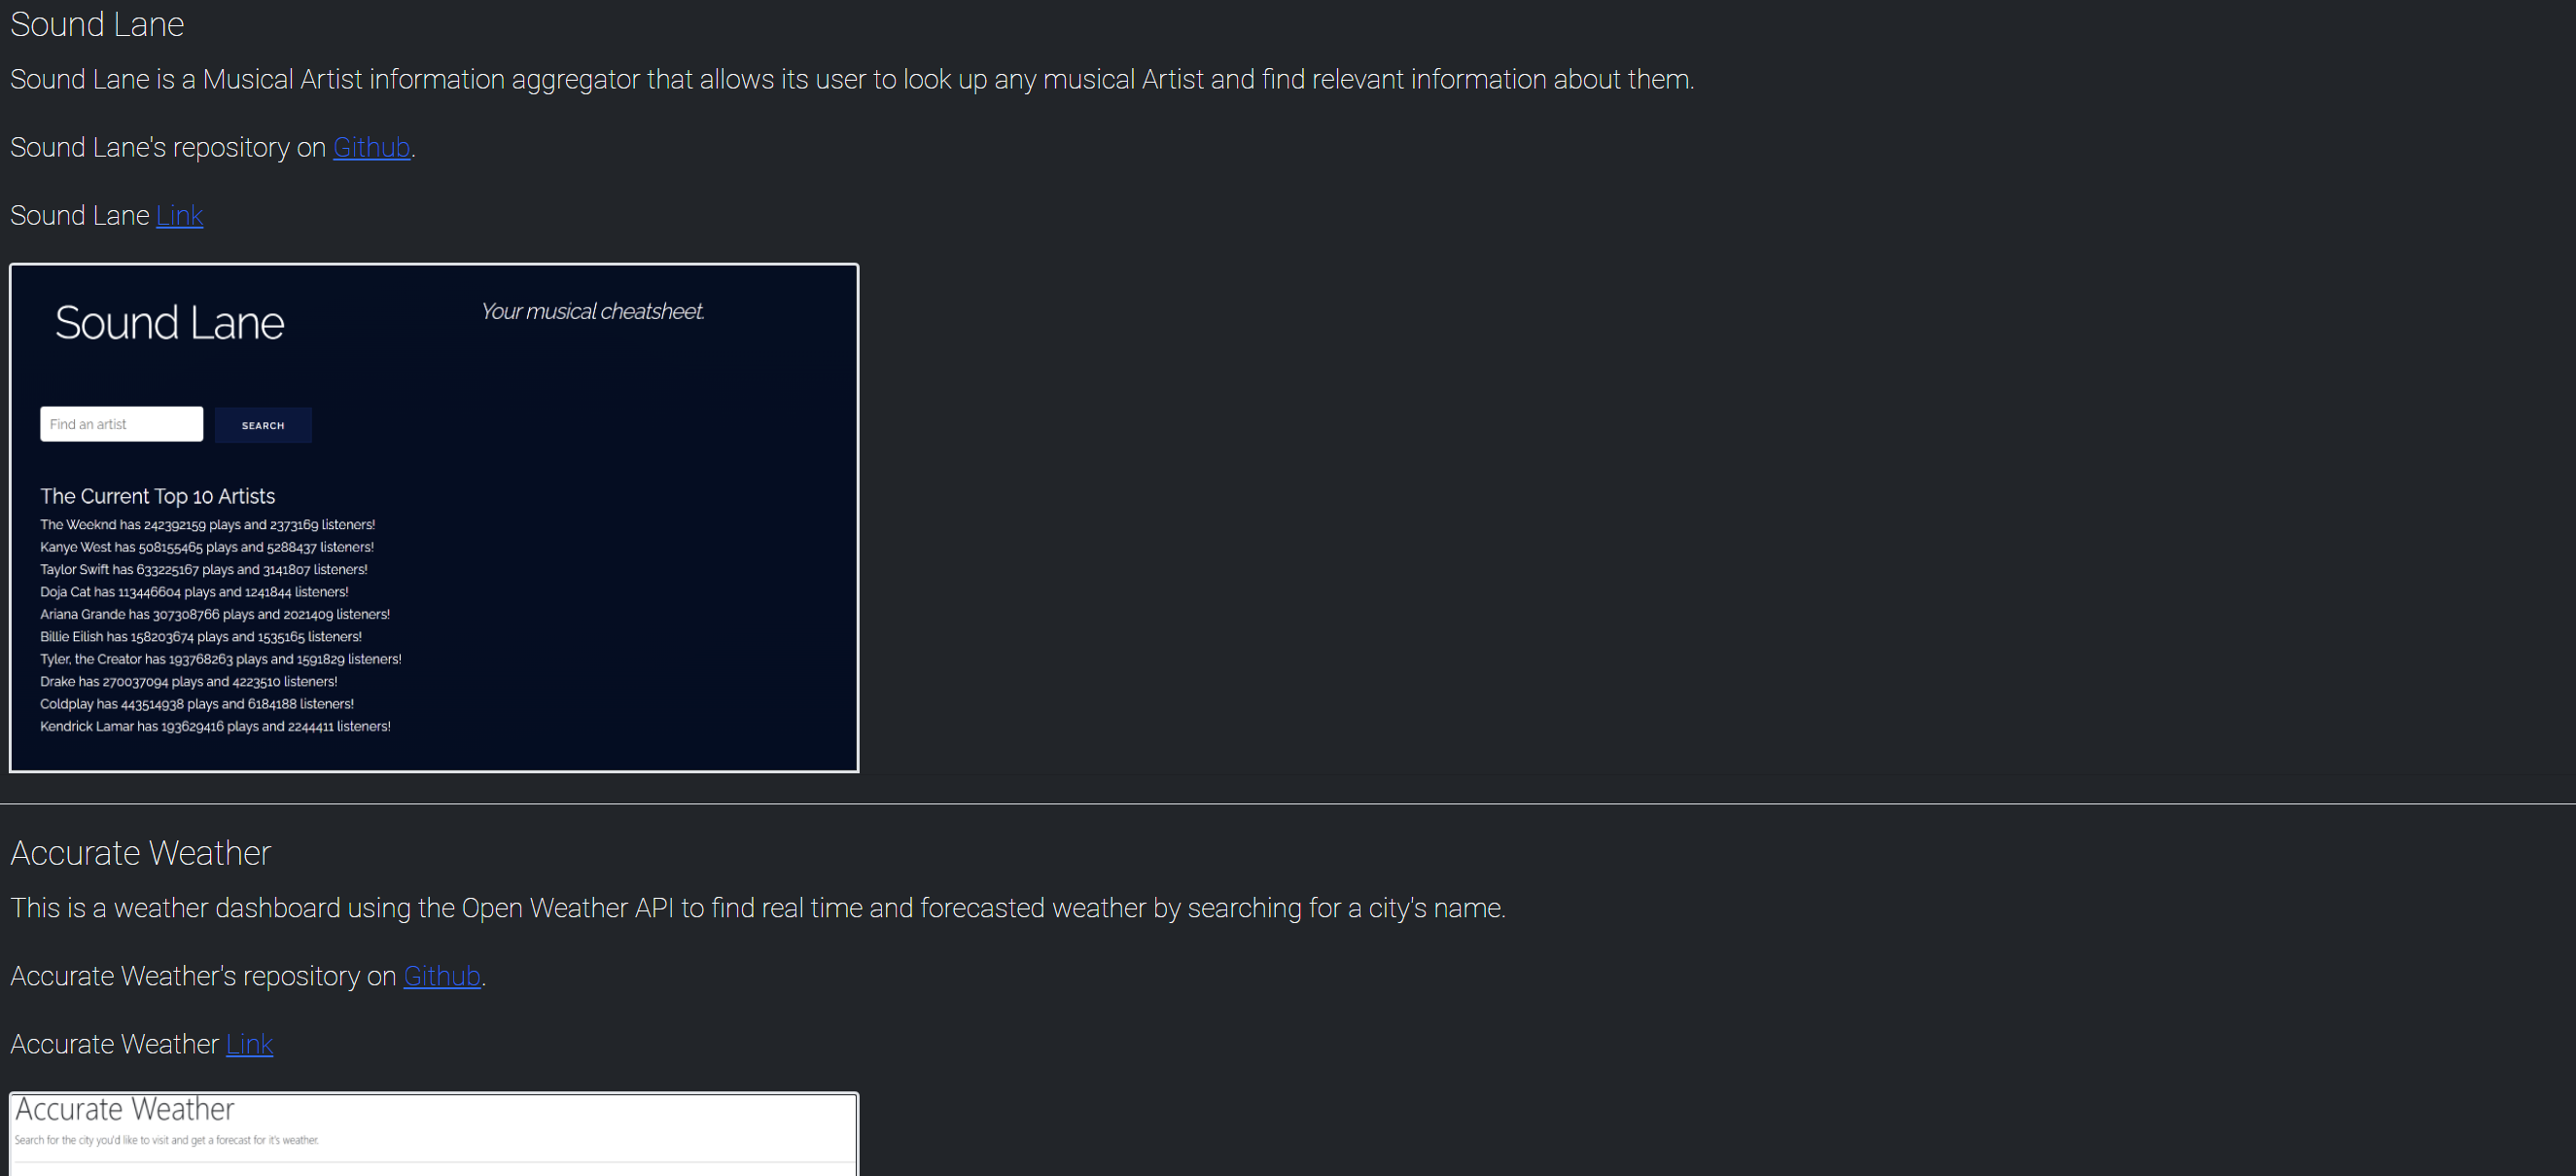 Sound Lane
Sound Lane is a Musical Artist information aggregator that allows its user to look up any musical Artist and find relevant information about them.
Sound Lane's repository on Github.
Sound Lane Link
Sound Lane
Your musical cheatsheet.
Find an artist
SEARCH
The Current Top 10 Artists
The Weeknd has 242392159 plays and 2373169 listeners!
Kanye West has 508155465 plays and 5288437 listeners!
Taylor Swift has 633225167 plays and 3141807 listeners!
Doja Cat has 113446604 plays and 1241844 listeners!
Ariana Grande has 307308766 plays and 2021409 listeners!
Billie Eilish has 158203674 plays and 1535165 listeners!
Tyler, the Creator has 193768263 plays and 1591829 listeners!
Drake has 270037094 plays and 4223510 listeners!
Coldplay has 443514938 plays and 6184188 listeners!
Kendrick Lamar has 193629416 plays and 2244411 listeners!
Accurate Weather
This is a weather dashboard using the Open Weather API to find real time and forecasted weather by searching for a city's name.
Accurate Weather's repository on Github.
Accurate Weather Link
Accurate Weather
Search for the city you'd like to visit and get a forecast for it's weather.